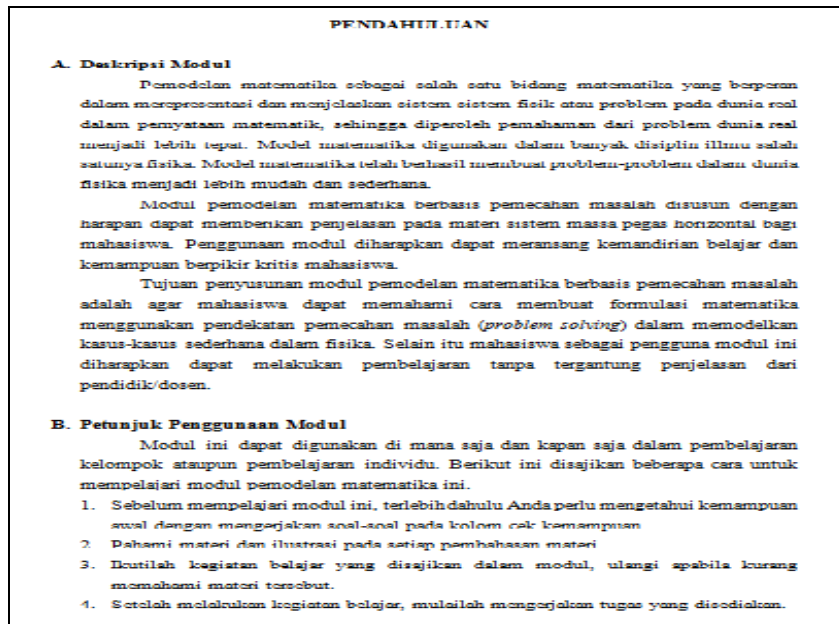 PENDAHULUAN
A. Deskripsi Modul
Pemodelan matematika sebagai salah satu bidang matematika yang berperan
dalam merepresentasi dan menjelaskan sistem sistem fisik atau problem pada dunia real
dalam pernyataan matematik, sehingga diperoleh pemahaman dari problem dunia real
menjadi lebih tepat. Model matematika digunakan dalam banyak disiplin illmu salah
satunya fisika. Model matematika telah berhasil membuat problem-problem dalam dunia
fisika menjadi lebih mudah dan sederhana.
Modul pemodelan matematika berbasis pemecahan masalah disusun dengan
harapan dapat memberikan penjelasan pada materi sistem massa pegas horizontal bagi
mahasiswa. Penggunaan modul diharapkan dapat meransang kemandirian belajar dan
kemampuan berpikir kritis mahasiswa.
Tujuan penyusunan modul pemodelan matematika berbasis pemecahan masalah
adalah agar mahasiswa dapat memahami cara membuat formulasi matematika
menggunakan pendekatan pemecahan masalah (problem solving) dalam memodelkan
kasus-kasus sederhana dalam fisika. Selain itu mahasiswa sebagai pengguna modul ini
diharapkan dapat melakukan pembelajaran tanpa tergantung penjelasan dari
pendidik/dosen.
B. Petunjuk Penggunaan Modul
Modul ini dapat digunakan di mana saja dan kapan saja dalam pembelajaran
kelompok ataupun pembelajaran individu. Berikut ini disajikan beberapa cara untuk
mempelajari modul pemodelan matematika ini.
1. Sebelum mempelajari modul ini, terlebih dahulu Anda perlu mengetahui kemampuan
awal dengan mengerjakan soal-soal pada kolom cek kemampuan
2. Pahami materi dan ilustrasi pada setiap pembahasan materi
3. Ikutilah kegiatan belajar yang disajikan dalam modul, ulangi apabila kurang
memahami materi tersebut.
4. Setelah melakukan kegiatan belajar, mulailah mengerjakan tugas yang disediakan.